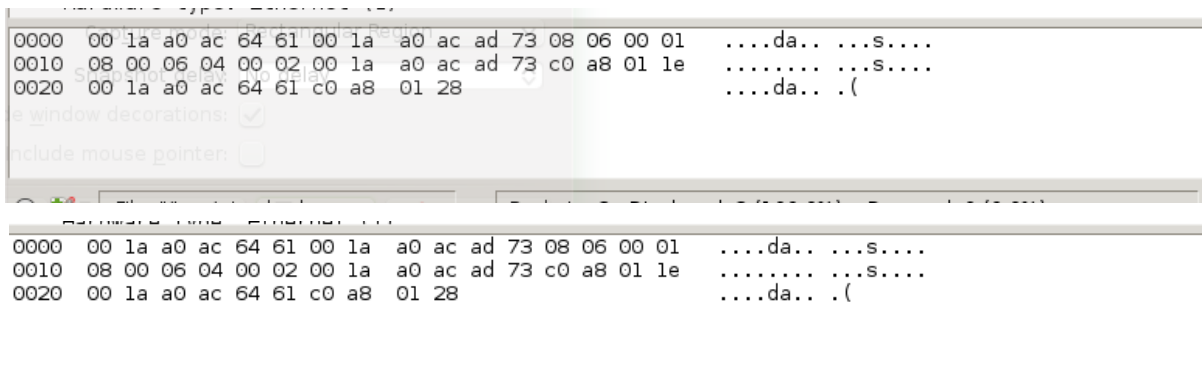 0000 00 1a a0 ac 64 61 00 1a a0 ac ad 73 08 06 00 01 ....da.. ...s....
Capture mode: Rectangular Region
0010 08 00 06 04 00 02 00 1a a0 ac ad 73 c0 a8 01 1e ........ ...s....
Snapshot delay: No delay
0020 00 1a a0 ac 64 61 c0 a8 01 28 ....da.. .(
window decorations:
nclude mouse pointer:
0000 00 1a a0 ac 64 61 00 1a a0 ac ad 73 08 06 00 01 ....da.. ...s....
0010 08 00 06 04 00 02 00 1a a0 ac ad 73 c0 a8 01 1e ........ ...s....
0020 00 1a a0 ac 64 61 c0 a8 01 28 ....da.. .(